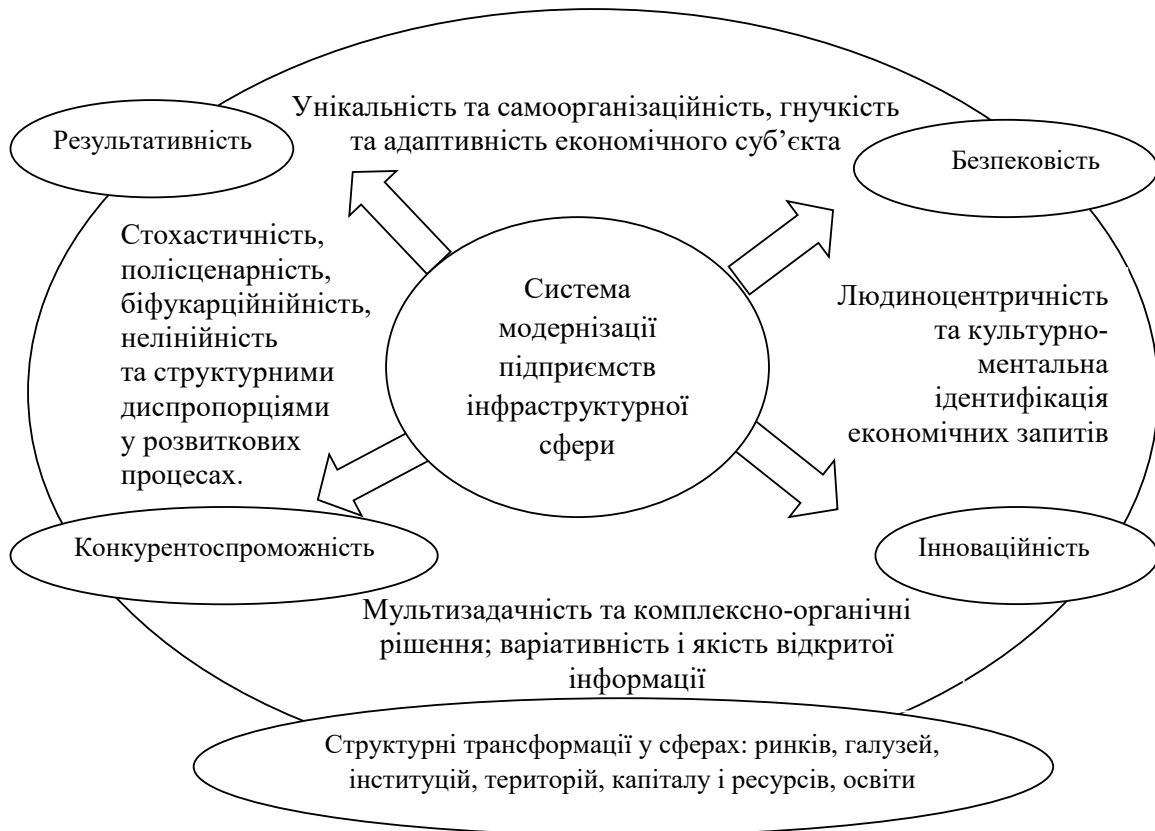 Унікальність та самоорганізаційність, гнучкість
та адаптивність економічного суб’єкта
Результативність
Безпековість
Стохастичність,
полісценарність,
біфукарційнійність,
нелінійність
та структурними
диспропорціями
у розвиткових
процесах.
Система
модернізації
підприємств
інфраструктурної
сфери
Людиноцентричність
та культурно-
ментальна
ідентифікація
економічних запитів
Конкурентоспроможність
Інноваційність
Мультизадачність та комплексно-органічні
рішення; варіативність і якість відкритої
інформації
Структурні трансформації у сферах: ринків, галузей,
інституцій, територій, капіталу і ресурсів, освіти